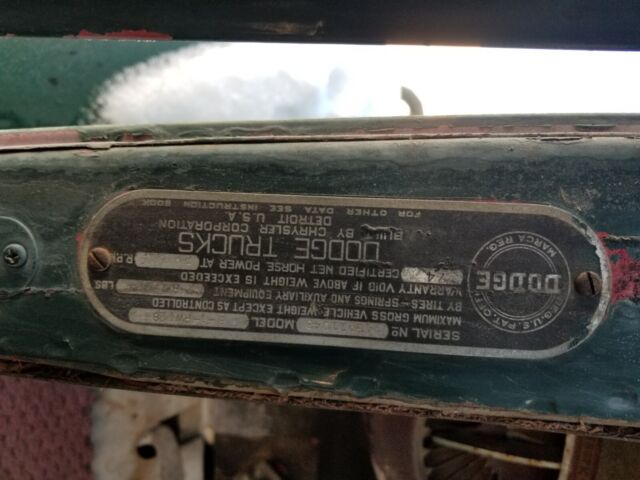 MARCA REG.
DODGE
REG. U.S. PAT. OFF.
SERIAL No
MODEL
MAXIMUM GROSS VEHICLE WEIGHT EXCEPT AS CONTROLLED
BY TIRES - SPRINGS AND AUXILIARY EQUIPMENT
WARRANTY VOID IF ABOVE WEIGHT IS EXCEEDED
LBS.
CERTIFIED NET HORSE POWER AT
DODGE TRUCKS
BUILT BY CHRYSLER CORPORATION
DETROIT U.S.A
FOR OTHER DATA SEE INSTRUCTION BOOK